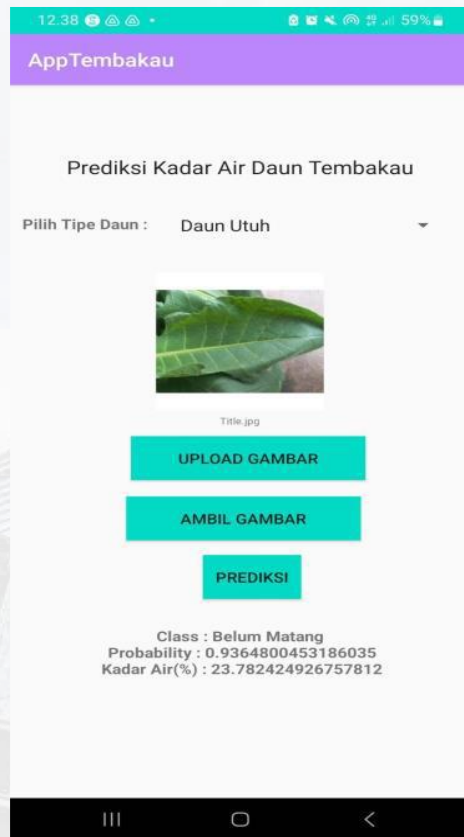 12.38 59%
AppTembakau
Prediksi Kadar Air Daun Tembakau
Pilih Tipe Daun : Daun Utuh
Title.jpg
UPLOAD GAMBAR
AMBIL GAMBAR
PREDIKSI
Class : Belum Matang
Probability : 0.9364800453186035
Kadar Air(%) : 23.782424926757812